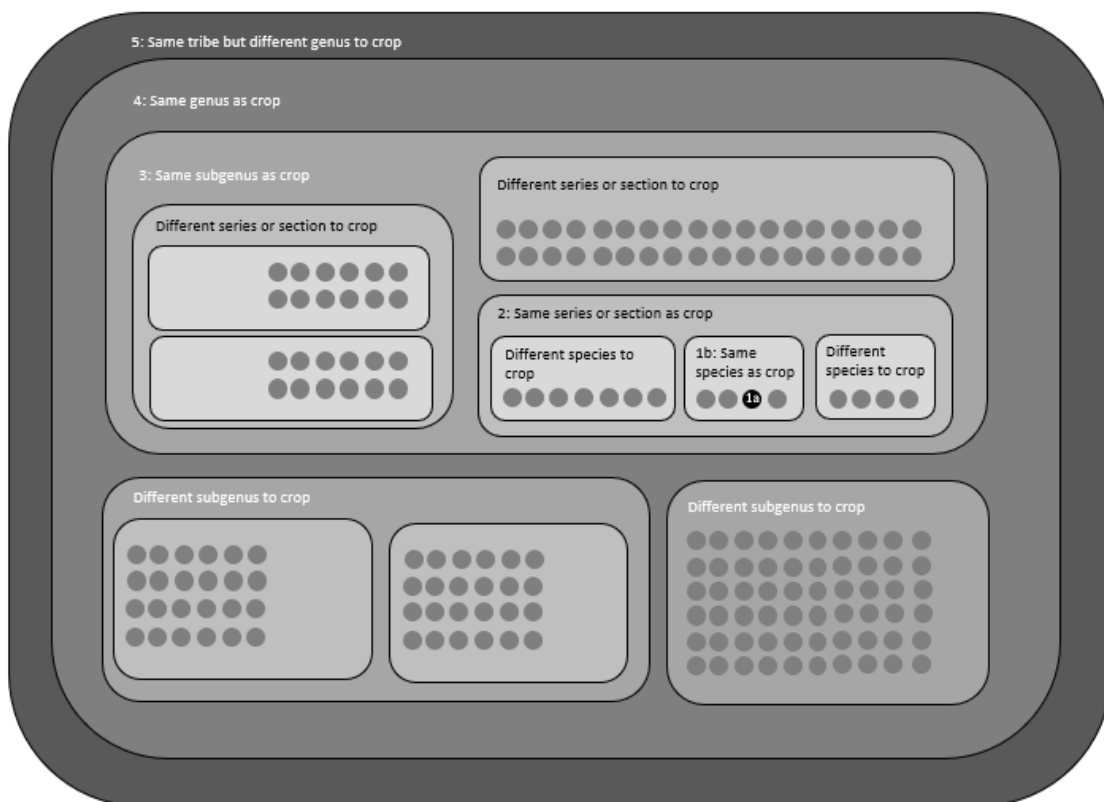 5: Same tribe but different genus to crop
4: Same genus as crop
3: Same subgenus as crop
Different series or section to crop
Different series or section to crop
2: Same series or section as crop
Different species to
crop
1b: Same
species as crop
1a
Different
species to crop
Different subgenus to crop
Different subgenus to crop